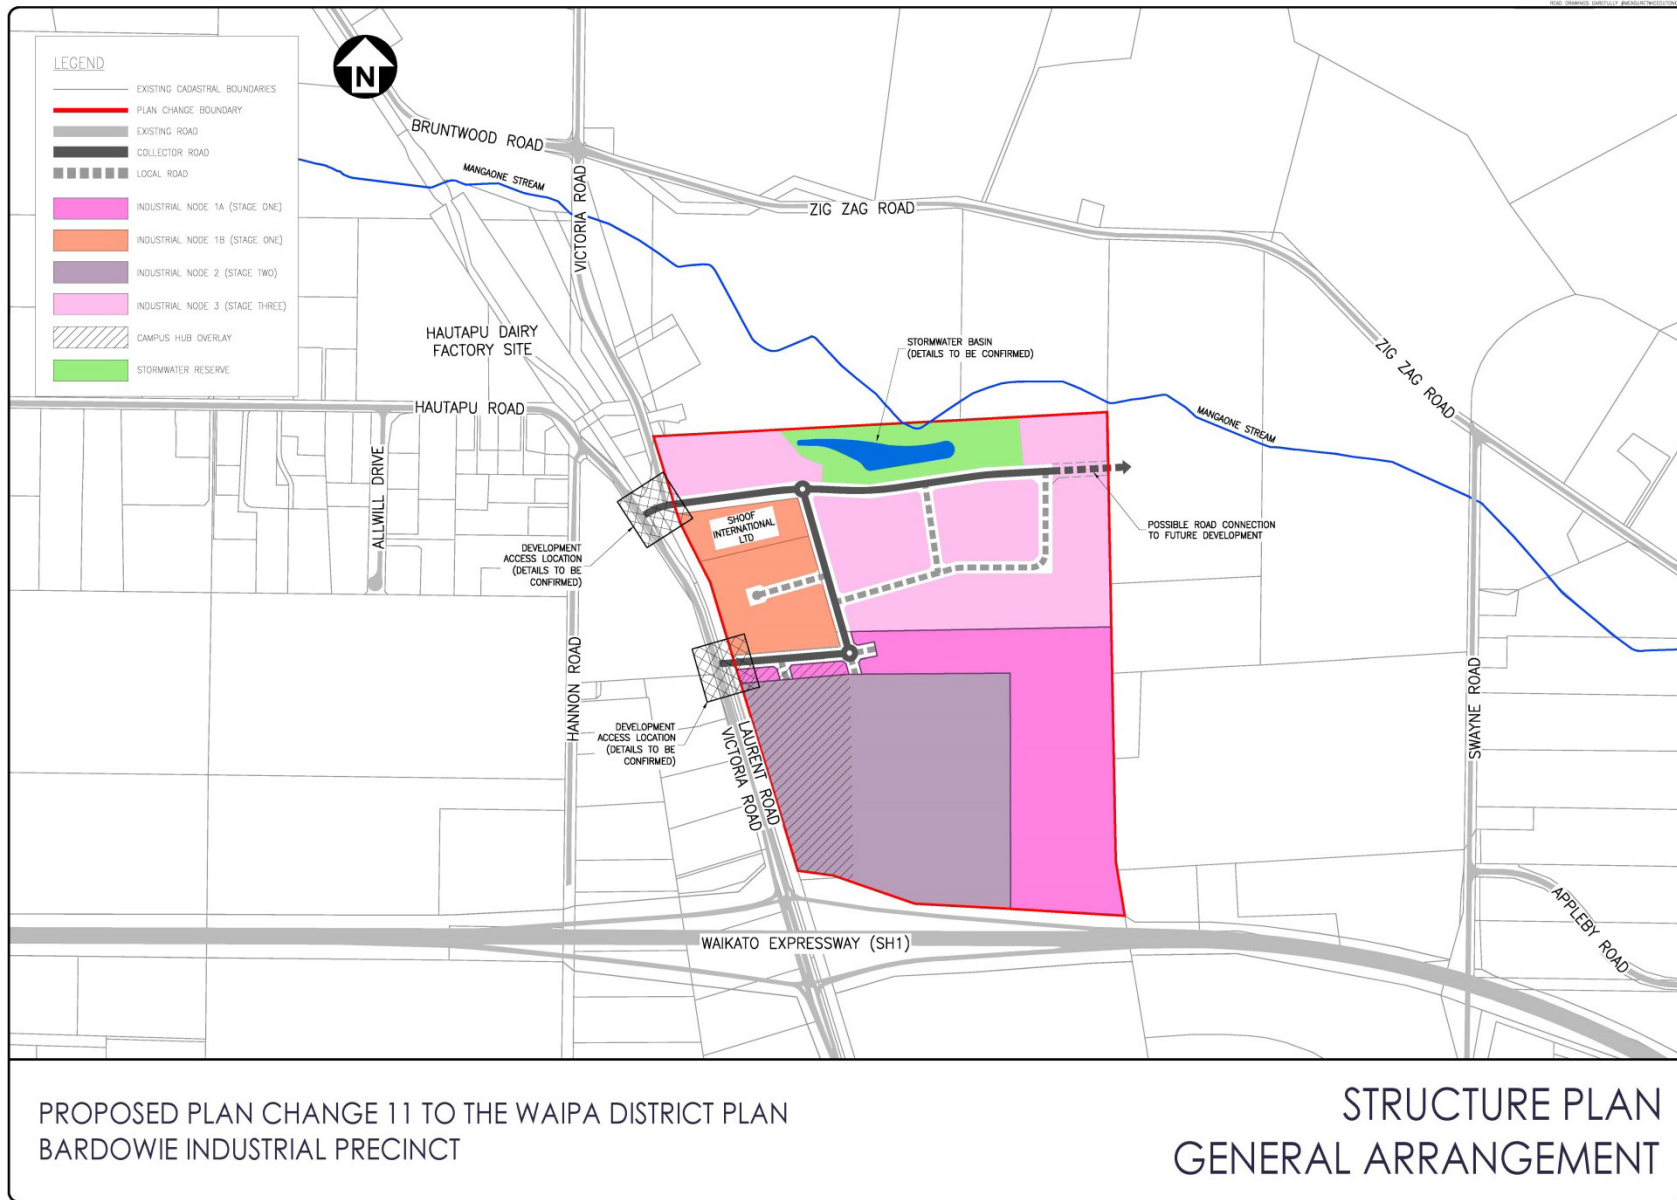 LEGEND
EXISTING CADASTRAL BOUNDARIES
PLAN CHANGE BOUNDARY
EXISTING ROAD
COLLECTOR ROAD
LOCAL ROAD
INDUSTRIAL NODE 1A (STAGE ONE)
INDUSTRIAL NODE 1B (STAGE ONE)
INDUSTRIAL NODE 2 (STAGE TWO)
INDUSTRIAL NODE 3 (STAGE THREE)
CAMPUS HUB OVERLAY
STORMWATER RESERVE
N
BRUNTWOOD ROAD
MANGAONE STREAM
VICTORIA ROAD
ZIG ZAG ROAD
HAUTAPU DAIRY
FACTORY SITE
STORMWATER BASIN
(DETAILS TO BE CONFIRMED)
ZIG ZAG ROAD
HAUTAPU ROAD
MANGAONE STREAM
ALLWILL DRIVE
SHOOF
INTERNATIONAL
LTD
POSSIBLE ROAD CONNECTION
TO FUTURE DEVELOPMENT
DEVELOPMENT
ACCESS LOCATION
(DETAILS TO BE
CONFIRMED)
HANNON ROAD
SWAYNE ROAD
DEVELOPMENT
ACCESS LOCATION
(DETAILS TO BE
CONFIRMED)
LAURENT ROAD
VICTORIA ROAD
APPLEBY ROAD
WAIKATO EXPRESSWAY (SH1)
PROPOSED PLAN CHANGE 11 TO THE WAIPA DISTRICT PLAN
BARDOWIE INDUSTRIAL PRECINCT
STRUCTURE PLAN
GENERAL ARRANGEMENT